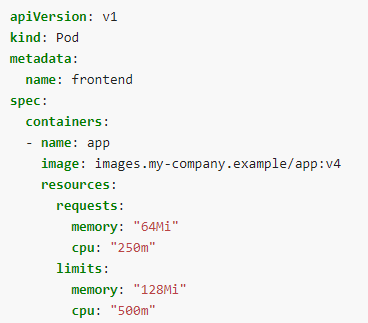 apiVersion: v1
kind: Pod
metadata:
  name: frontend
spec:
  containers:
  - name: app
    image: images.my-company.example/app:v4
    resources:
      requests:
        memory: "64Mi"
        cpu: "250m"
      limits:
        memory: "128Mi"
        cpu: "500m"